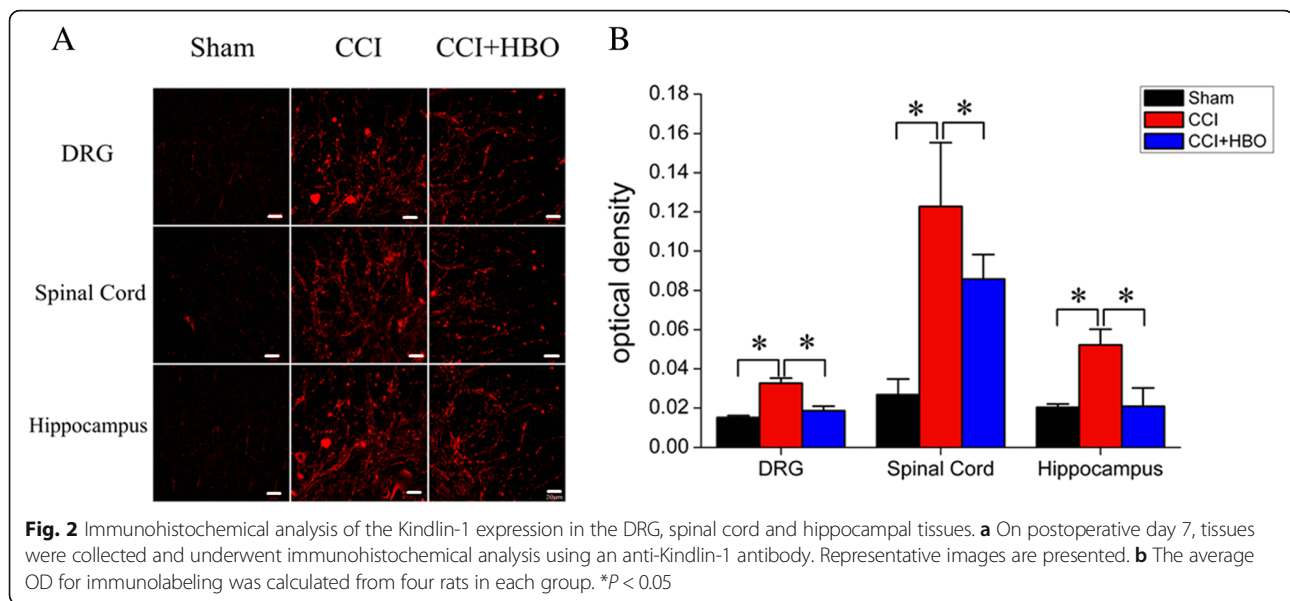 A
Sham CCI CCI+HBO
DRG
Spinal Cord
Hippocampus
20μm
B
optical density
0.18
0.16
0.14
0.12
0.10
0.08
0.06
0.04
0.02
0.00
Sham
CCI
CCI+HBO
* *
* *
* *
DRG Spinal Cord Hippocampus
Fig. 2 Immunohistochemical analysis of the Kindlin-1 expression in the DRG, spinal cord and hippocampal tissues. a On postoperative day 7, tissues
were collected and underwent immunohistochemical analysis using an anti-Kindlin-1 antibody. Representative images are presented. b The average
OD for immunolabeling was calculated from four rats in each group. *P < 0.05